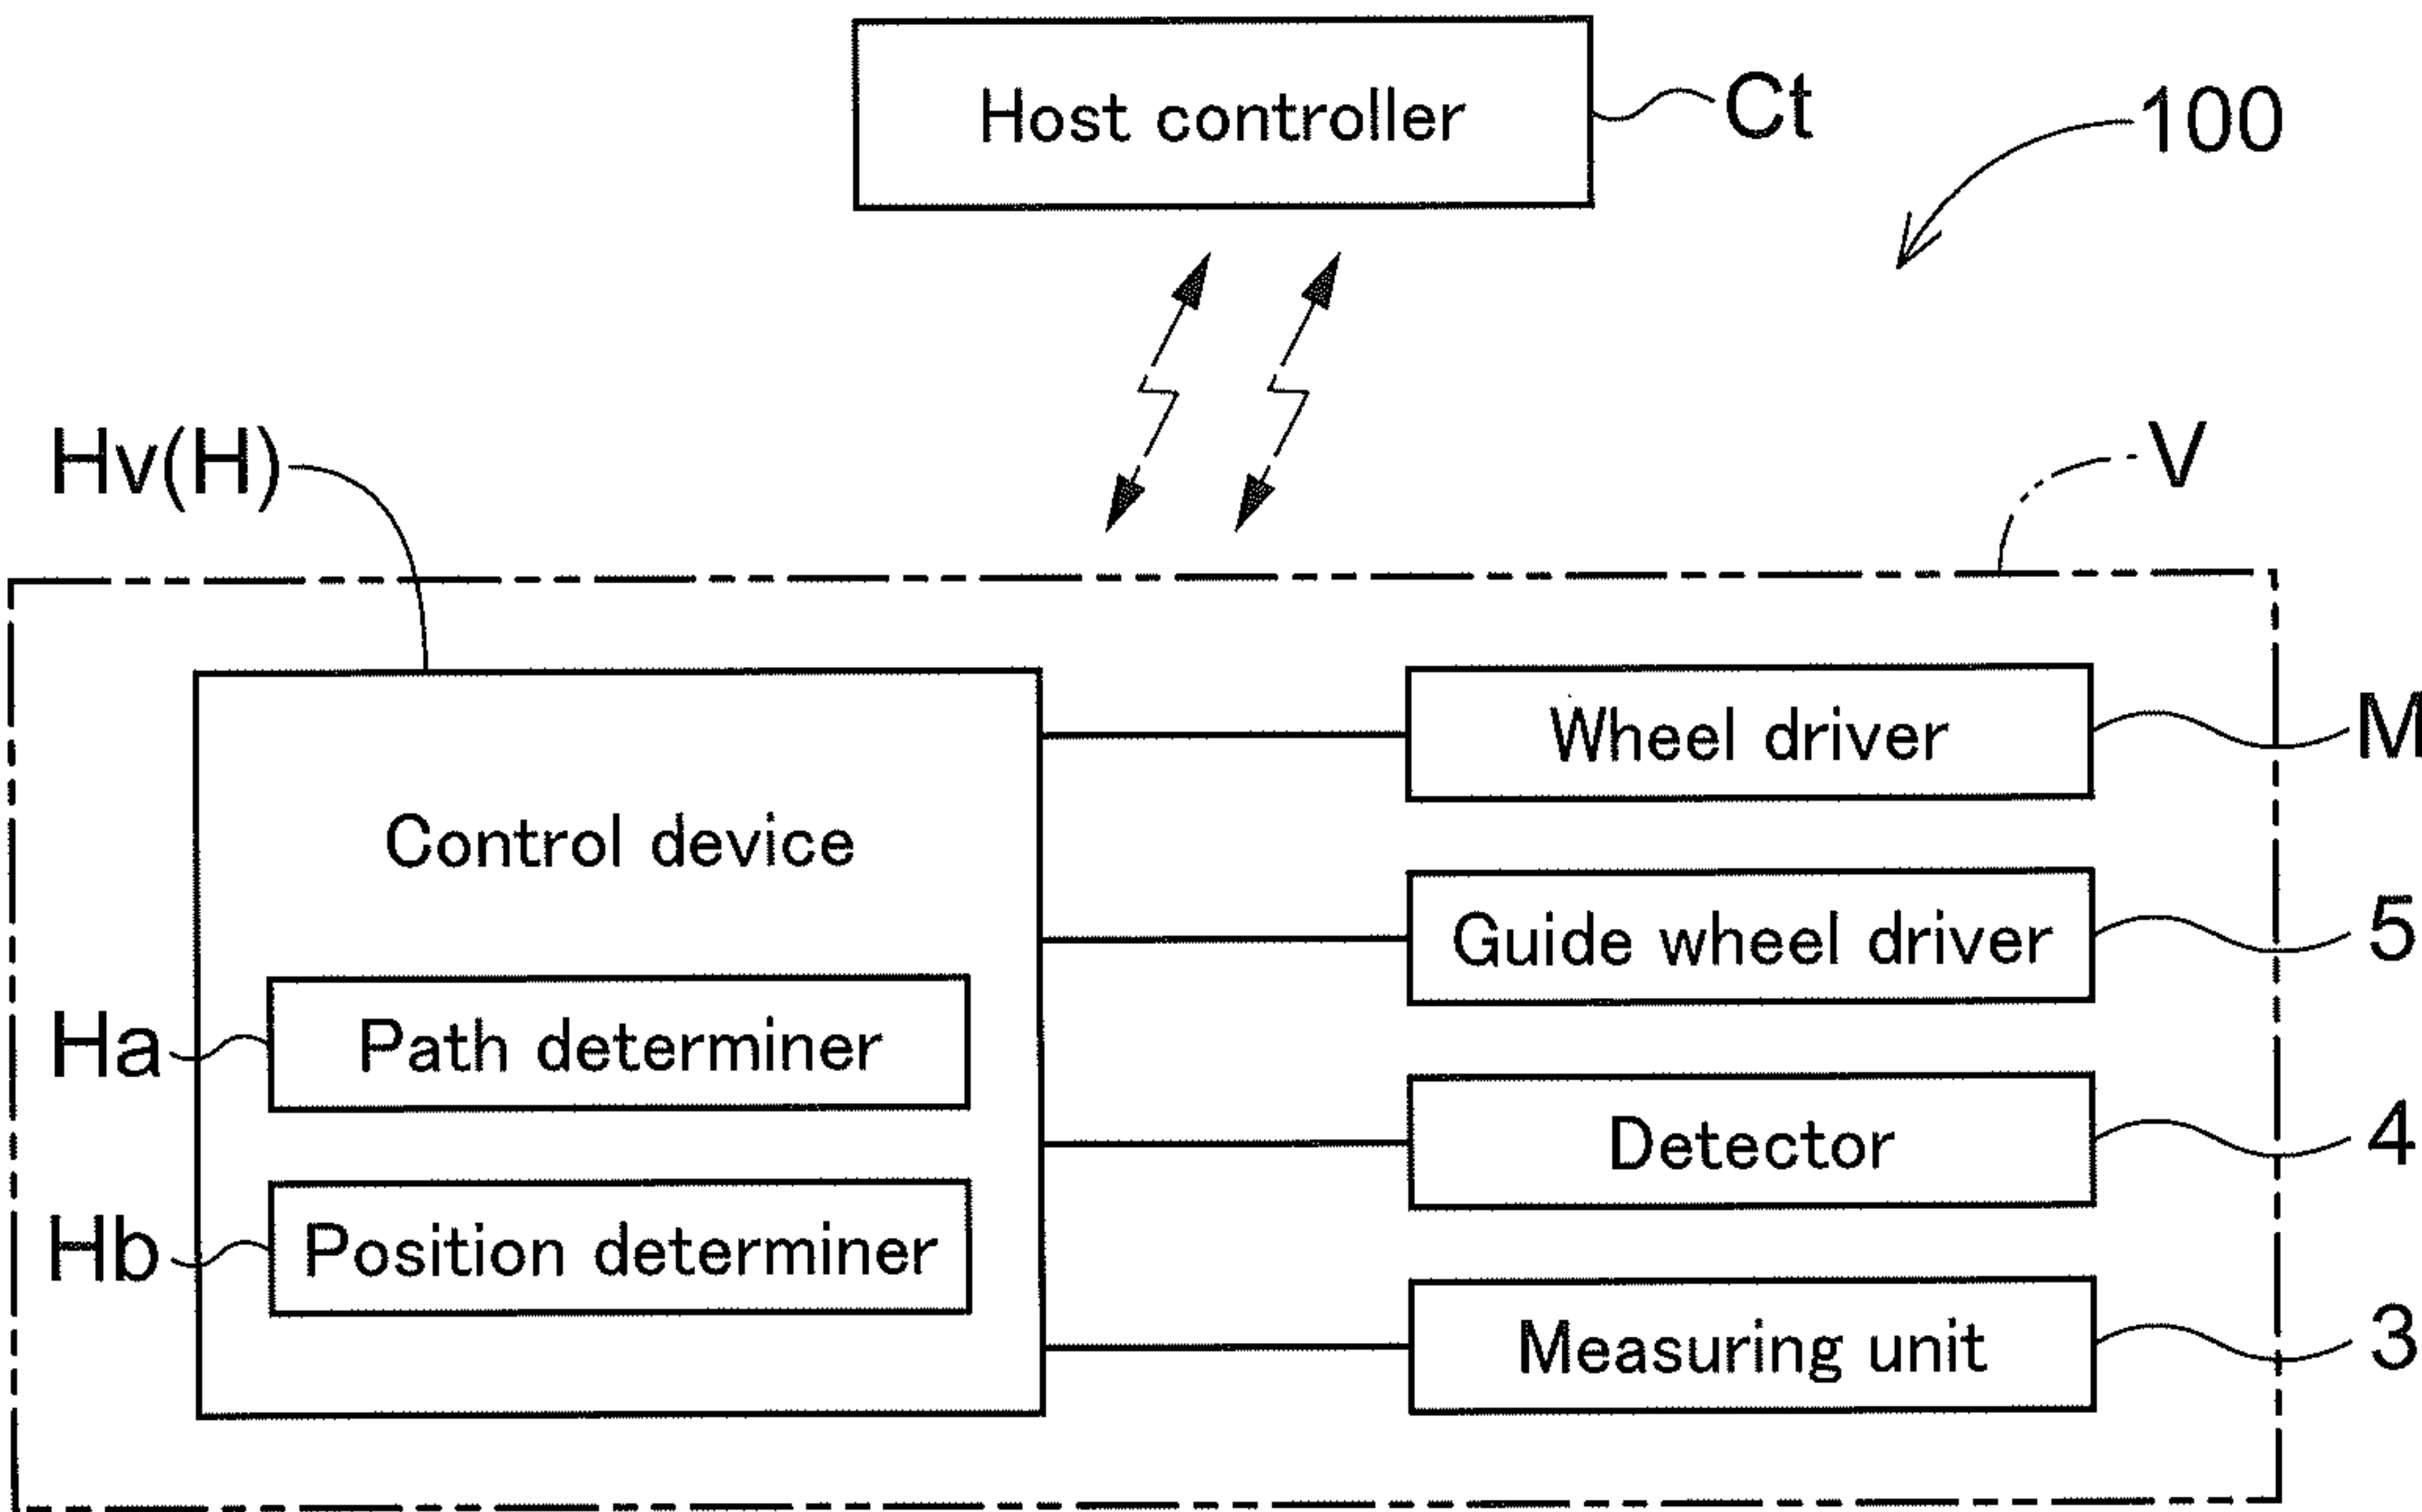 Host controller
Ct
100
Hv(H)
V
Control device
Wheel driver
M
Guide wheel driver
5
Ha
Path determiner
Detector
4
Hb
Position determiner
Measuring unit
3